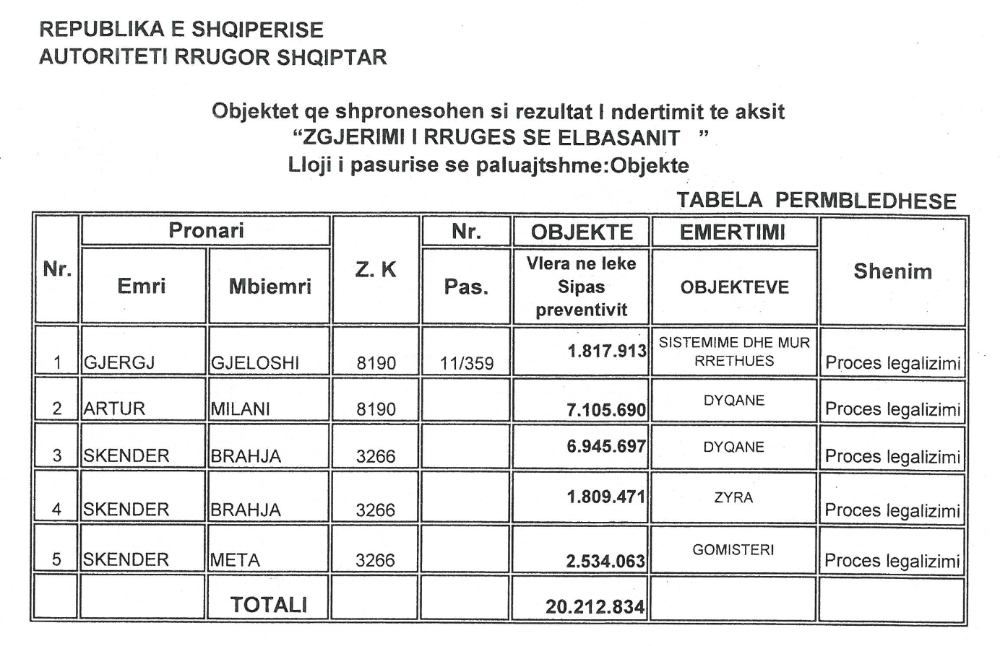 REPUBLIKA E SHQIPERISE
AUTORITETI RRUGOR SHQIPTAR
Objektet qe shpronesohen si rezultat I ndertimit te aksit
“ZGJERIMI I RRUGES SE ELBASANIT ”
Lloji i pasurise se paluajtshme:Objekte
TABELA PERMBLEDHESE
Nr. Pronari Z. K Nr. OBJEKTE EMERTIMI Shenim
Emri Mbiemri Pas. Vlera ne leke Sipas preventivit OBJEKTEVE
1 GJERGJ GJELOSHI 8190 11/359 1.817.913 SISTEMIME DHE MUR RRETHUES Proces legalizimi
2 ARTUR MILANI 8190 7.105.690 DYQANE Proces legalizimi
3 SKENDER BRAHJA 3266 6.945.697 DYQANE Proces legalizimi
4 SKENDER BRAHJA 3266 1.809.471 ZYRA Proces legalizimi
5 SKENDER META 3266 2.534.063 GOMISTERI Proces legalizimi
TOTALI 20.212.834